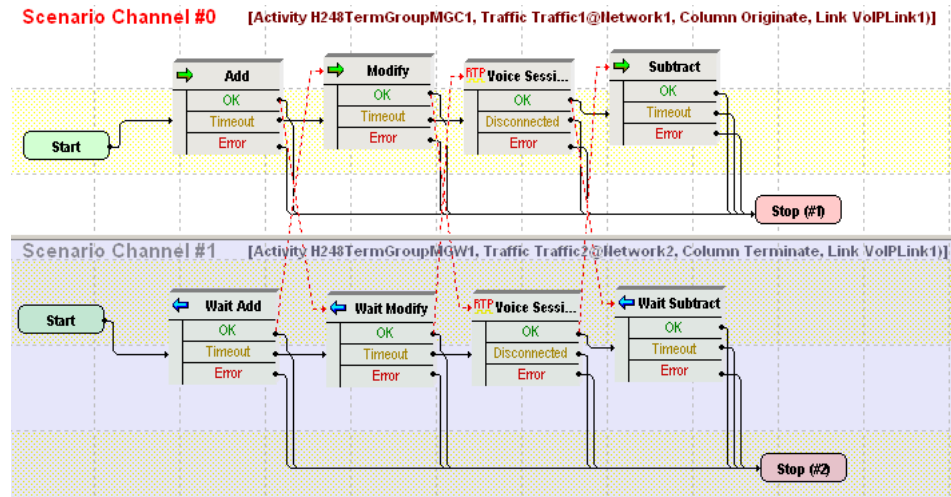 Scenario Channel #0 [Activity H248TermGroupMGC1, Traffic Traffic1@Network1, Column Originate, Link VoIPLink1)]
Add Modify RTP Voice Sessi... Subtract
OK OK OK OK
Timeout Timeout Disconnected Timeout
Error Error Error Error
Start
Stop (#1)
Scenario Channel #1 [Activity H248TermGroupMGW1, Traffic Traffic2@Network2, Column Terminate, Link VoIPLink1)]
Wait Add Wait Modify RTP Voice Sessi... Wait Subtract
OK OK OK OK
Start
Timeout Timeout Disconnected Timeout
Error Error Error Error
Stop (#2)